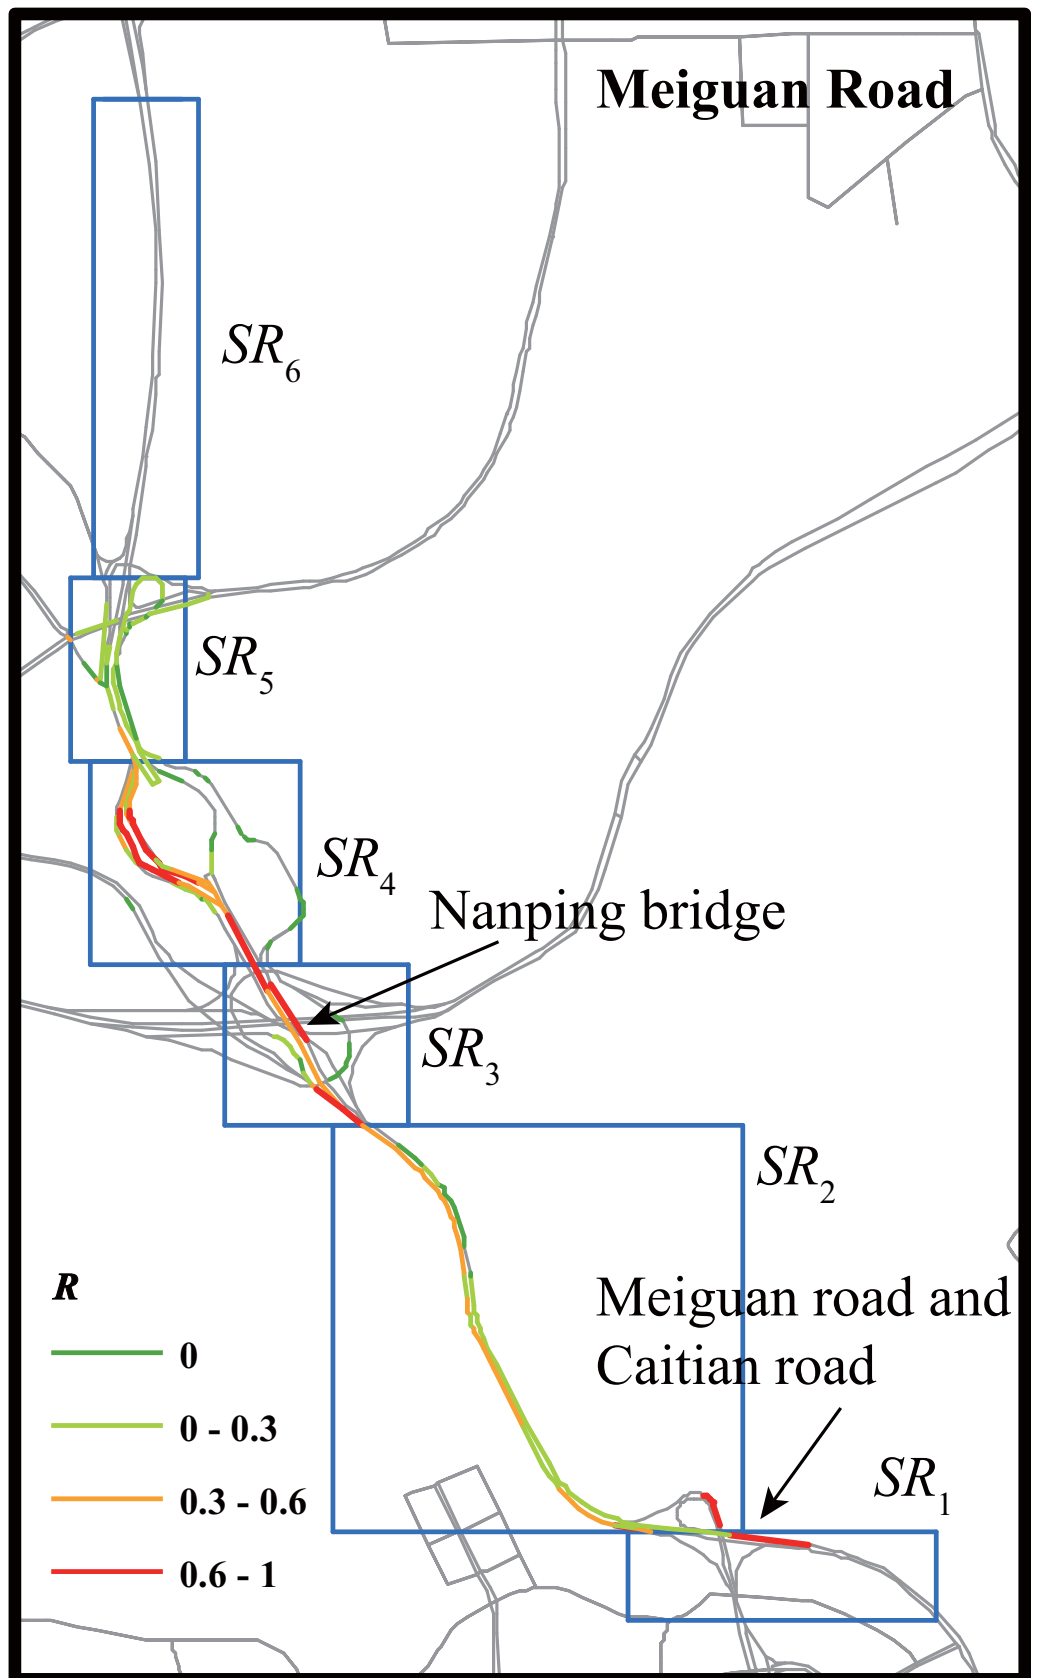 Meiguan Road
SR6
SR5
SR4
Nanping bridge
SR3
SR2
R
Meiguan road and
Caitian road
0
0 - 0.3
SR1
0.3 - 0.6
0.6 - 1